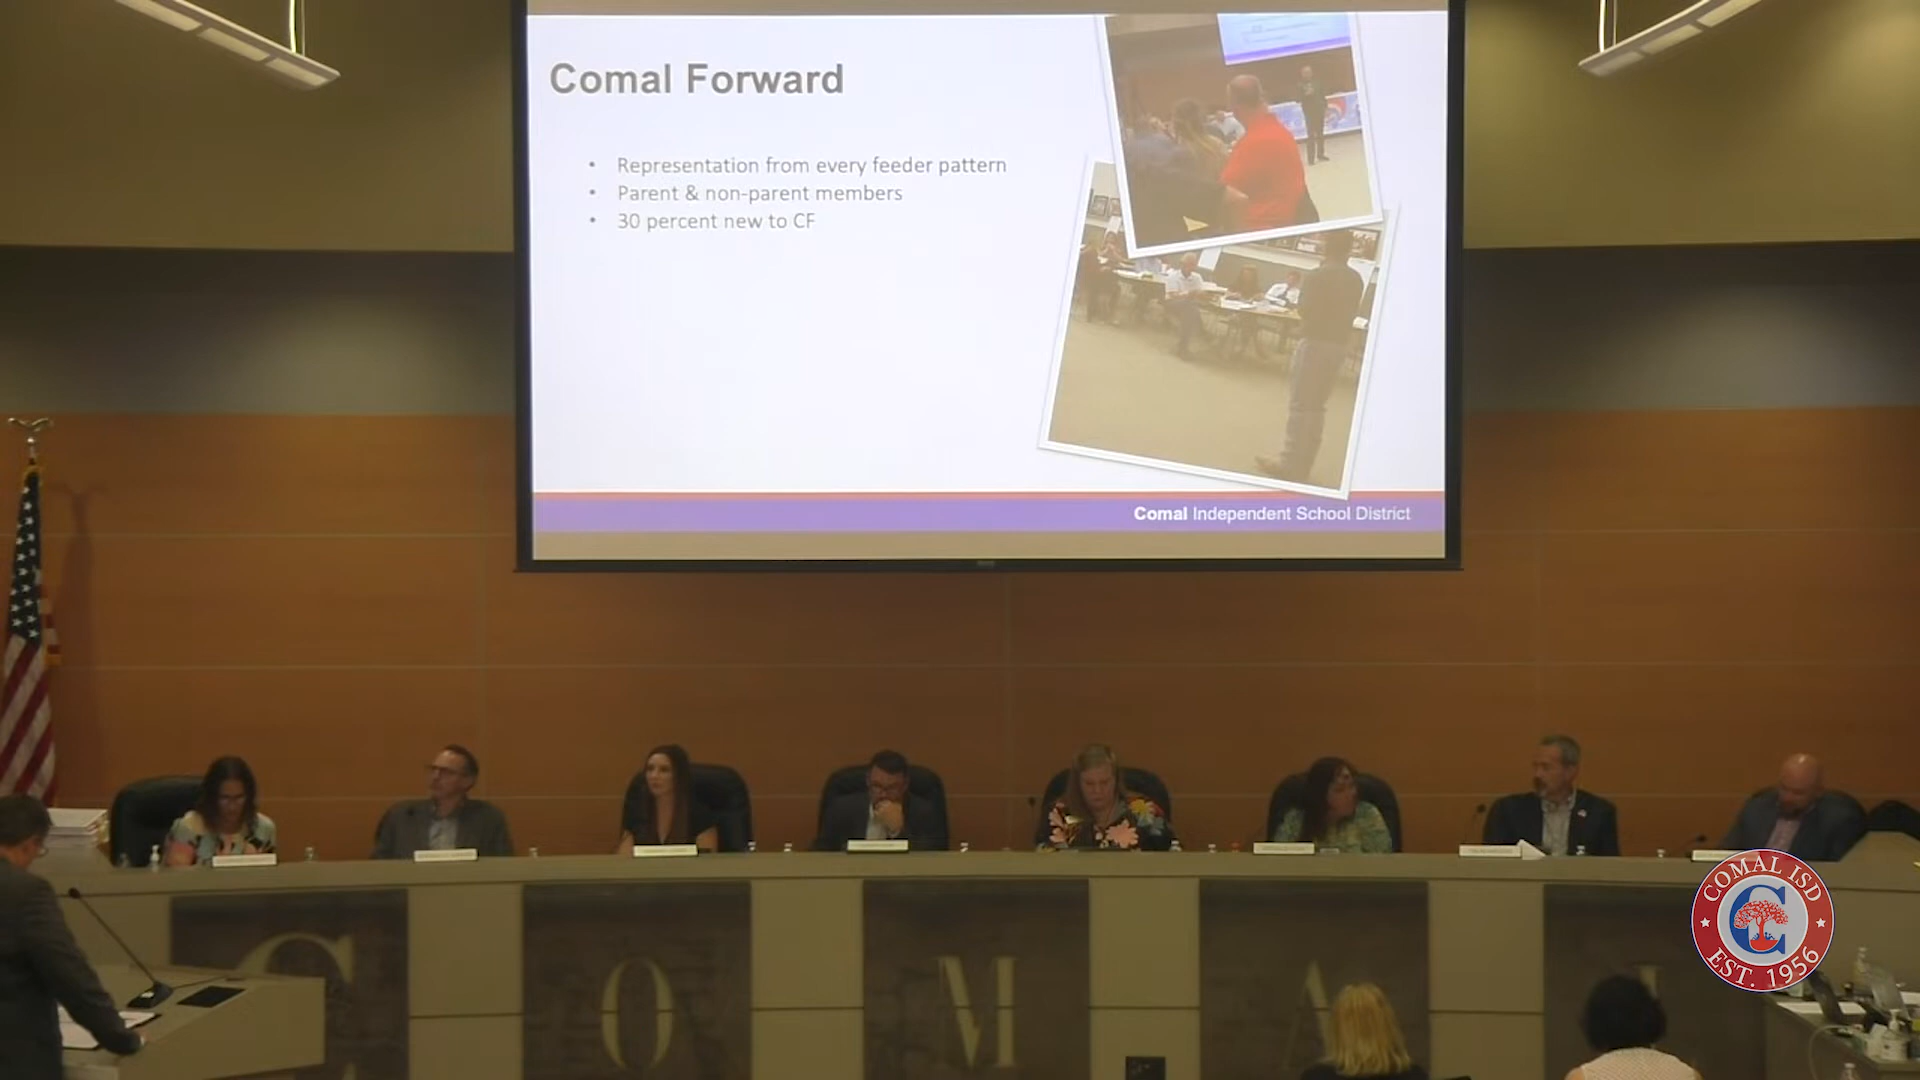 Comal Forward
• Representation from every feeder pattern
• Parent & non-parent members
• 30 percent new to CF
Comal Independent School District
COMAL ISD
C
EST. 1956
C O M A L